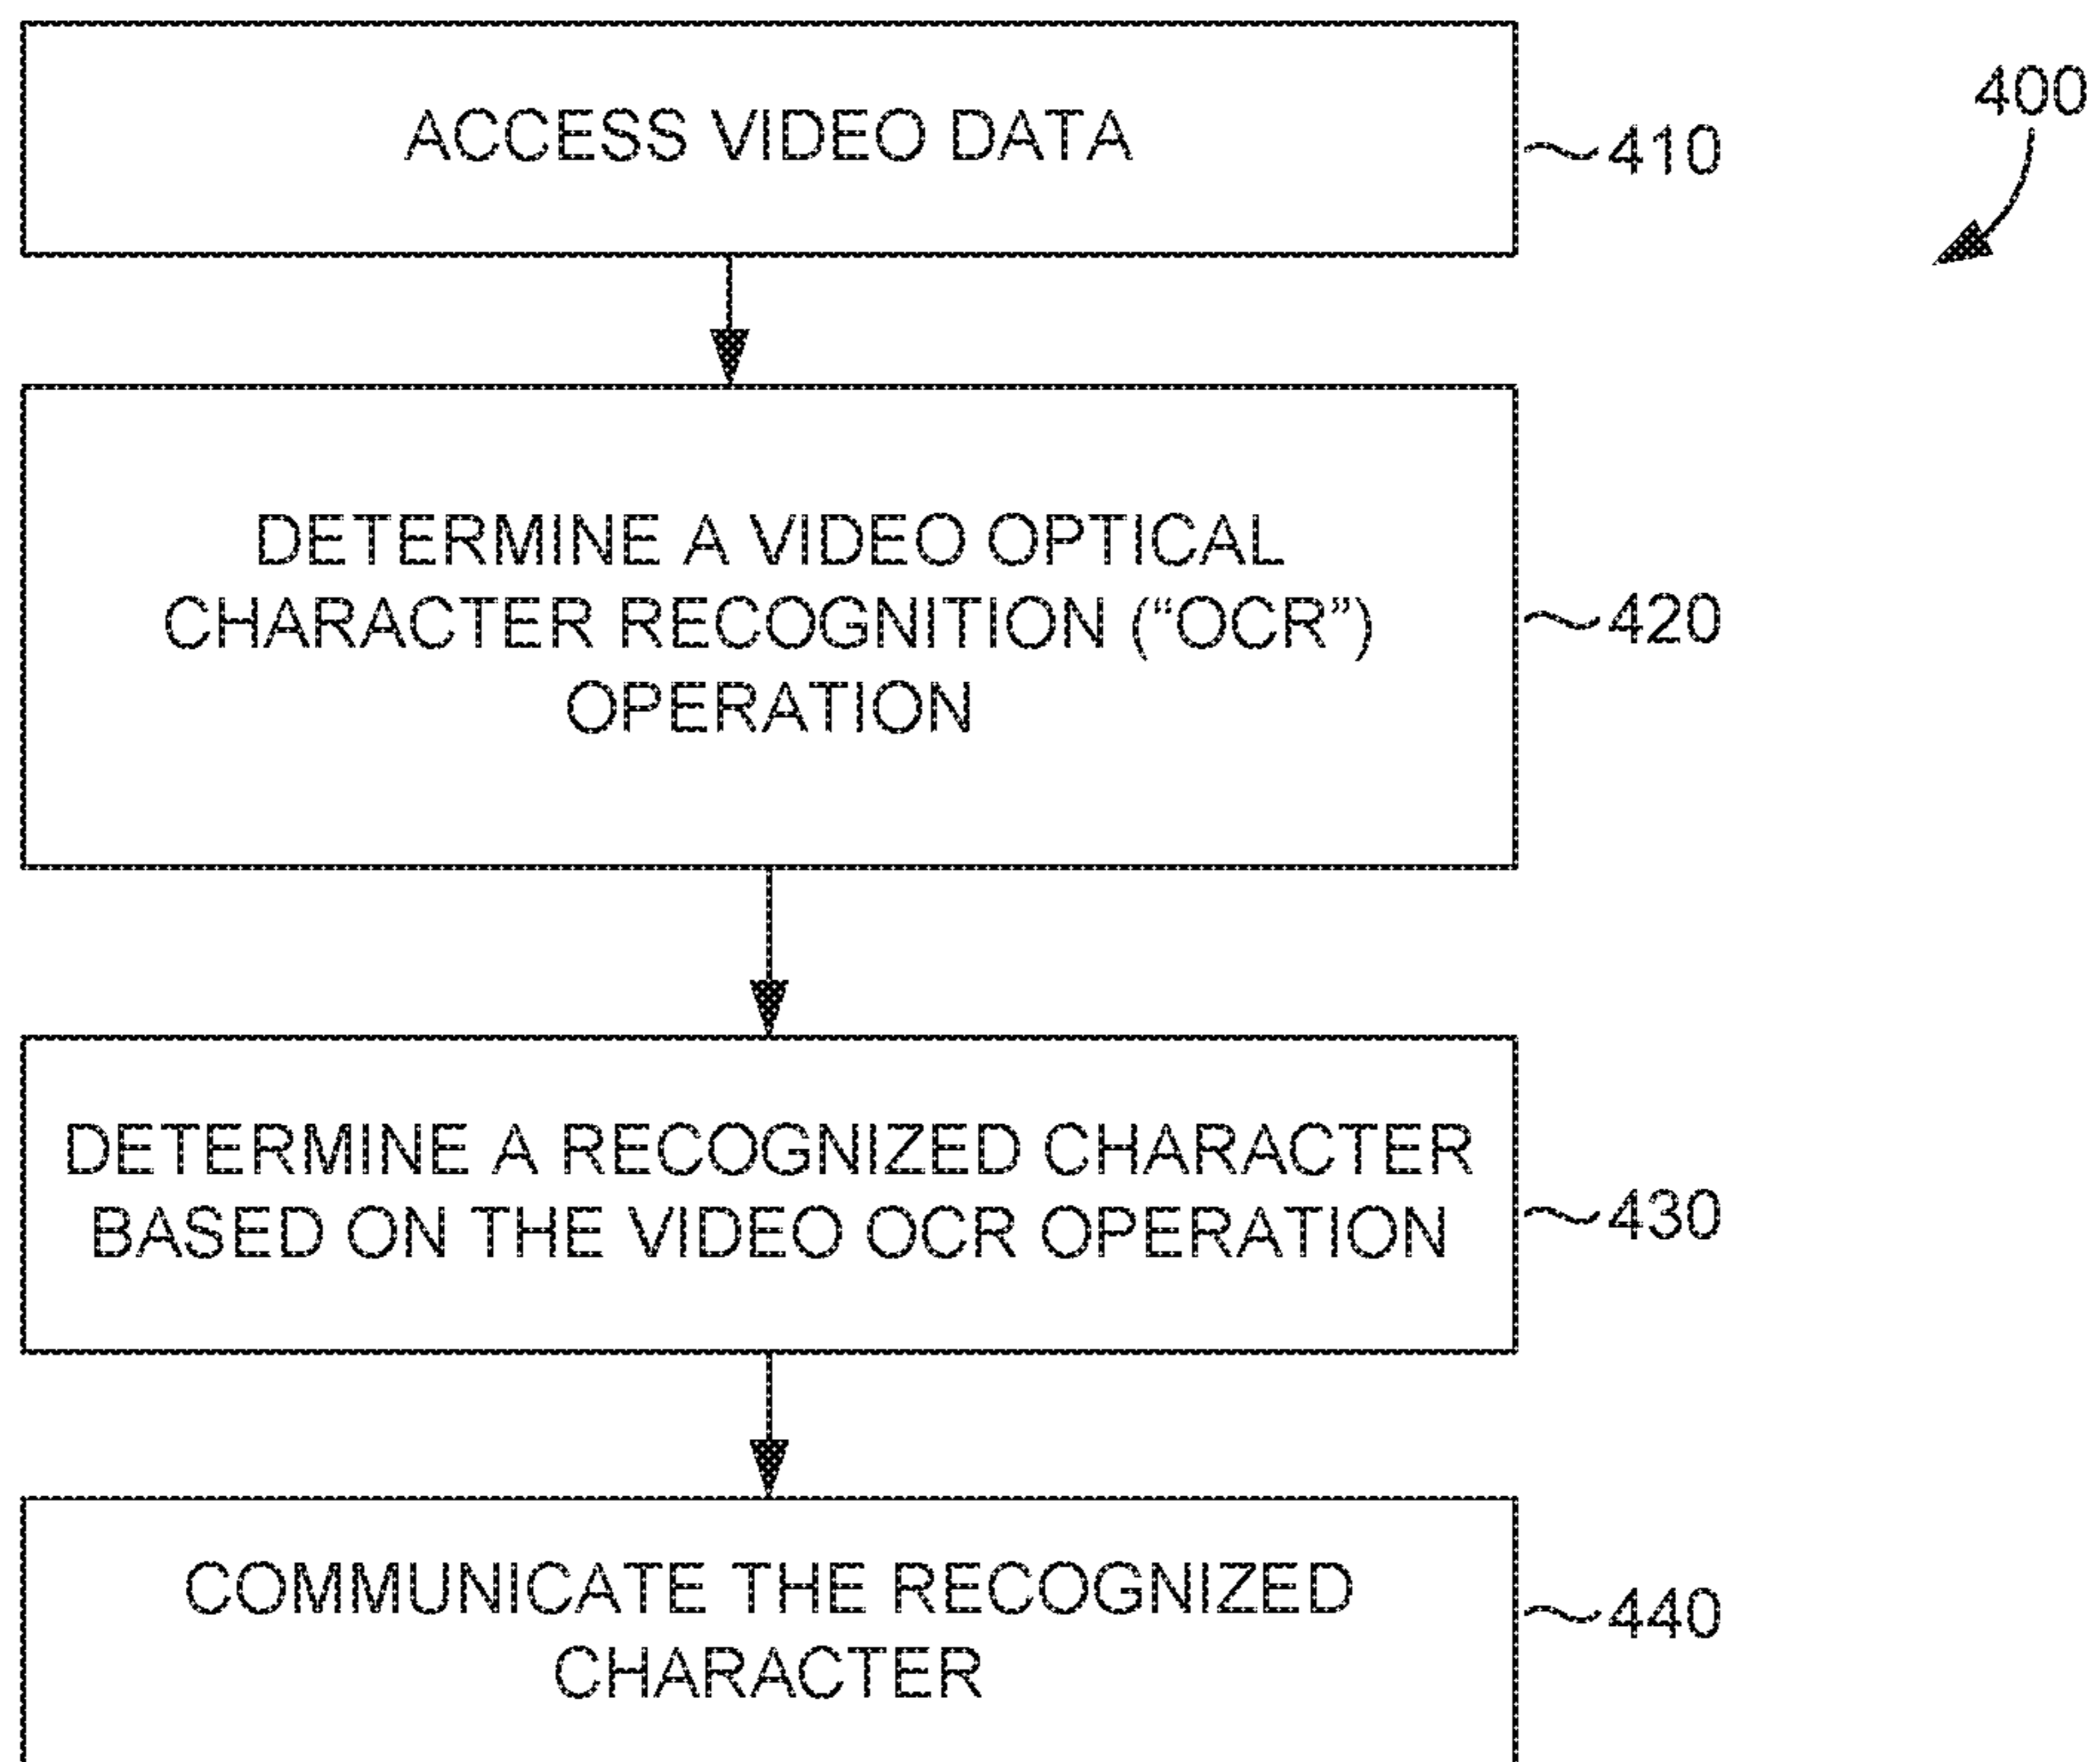 400
ACCESS VIDEO DATA
410
DETERMINE A VIDEO OPTICAL
CHARACTER RECOGNITION (“OCR”)
OPERATION
420
DETERMINE A RECOGNIZED CHARACTER
BASED ON THE VIDEO OCR OPERATION
430
COMMUNICATE THE RECOGNIZED
CHARACTER
440